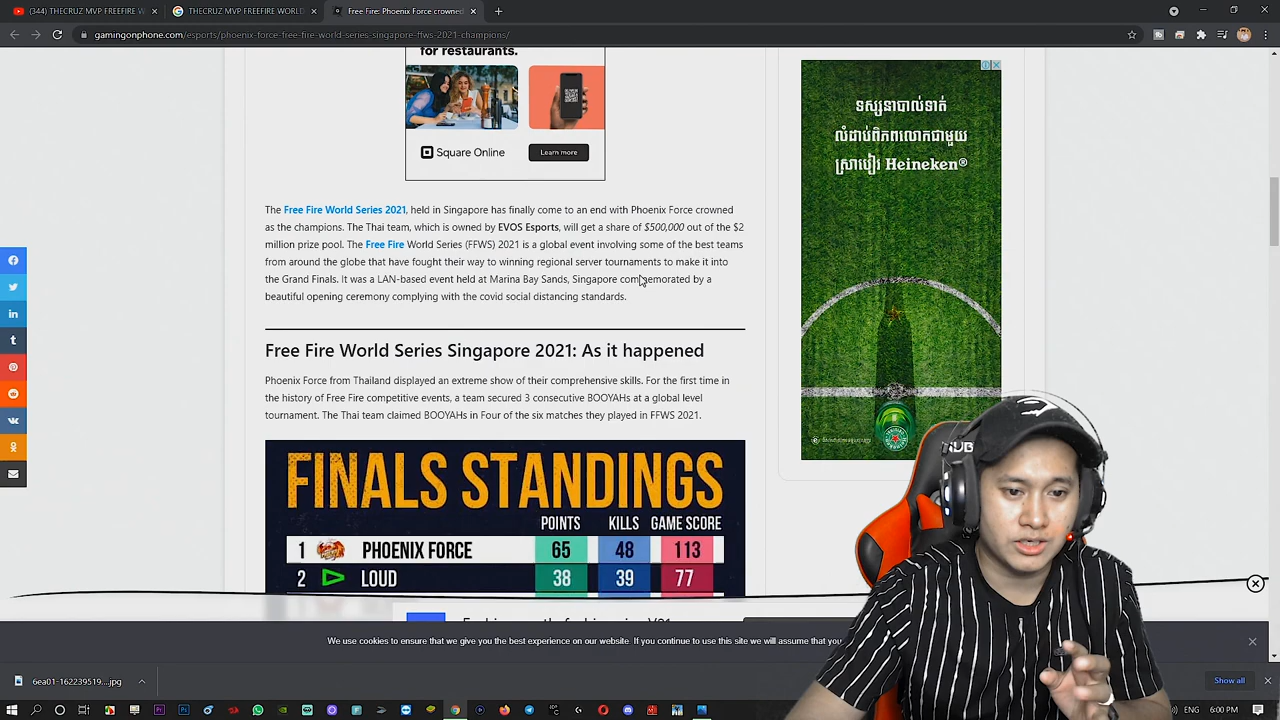 (344) THECRUZ MVP FREEFIRE W
THECRUZ MVP FREEFIRE WORLD
Free Fire: Phoenix Force crowned
gamingonphone.com/esports/phoenix-force-free-fire-world-series-singapore-ffws-2021-champions/
for restaurants.
Square Online
Learn more
ទស្សនាបាល់ទាត់
លំដាប់ពិភពលោកជាមួយ
ស្រាបៀរ Heineken®
The Free Fire World Series 2021, held in Singapore has finally come to an end with Phoenix Force crowned
as the champions. The Thai team, which is owned by EVOS Esports, will get a share of $500,000 out of the $2
million prize pool. The Free Fire World Series (FFWS) 2021 is a global event involving some of the best teams
from around the globe that have fought their way to winning regional server tournaments to make it into
the Grand Finals. It was a LAN-based event held at Marina Bay Sands, Singapore commemorated by a
beautiful opening ceremony complying with the covid social distancing standards.
Free Fire World Series Singapore 2021: As it happened
Phoenix Force from Thailand displayed an extreme show of their comprehensive skills. For the first time in
the history of Free Fire competitive events, a team secured 3 consecutive BOOYAHs at a global level
tournament. The Thai team claimed BOOYAHs in Four of the six matches they played in FFWS 2021.
FINALS STANDINGS
POINTS KILLS GAME SCORE
1 PHOENIX FORCE 65 48 113
2 LOUD 38 39 77
We use cookies to ensure that we give you the best experience on our website. If you continue to use this site we will assume that you
6ea01-162239519....jpg
Show all
ENG
6:00 PM